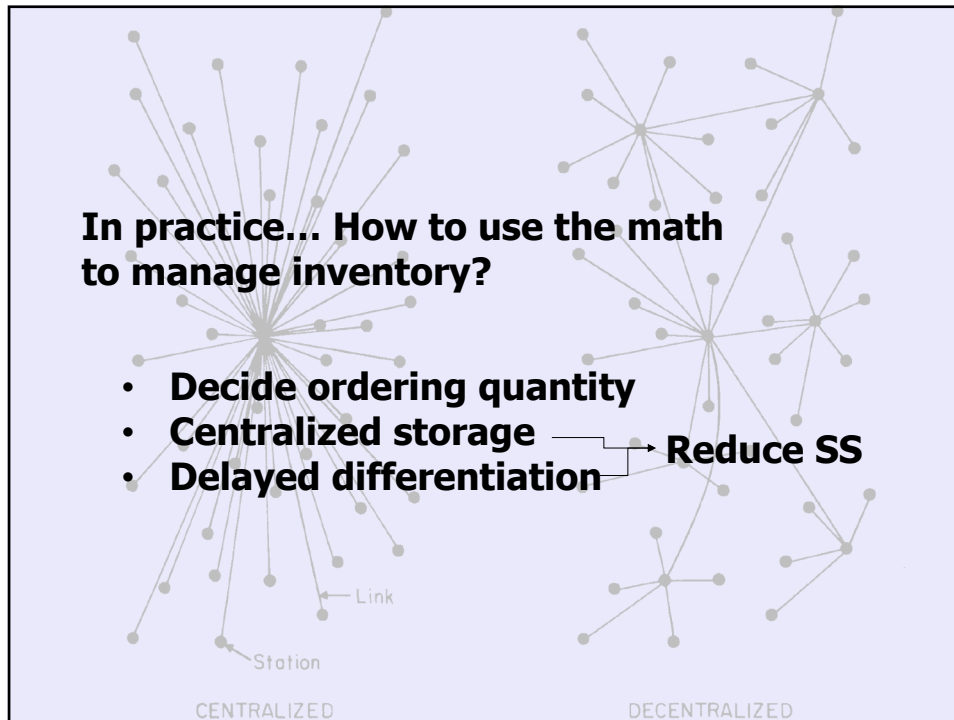 In practice... How to use the math
to manage inventory?
• Decide ordering quantity
• Centralized storage
• Delayed differentiation
Reduce SS
Link
Station
CENTRALIZED
DECENTRALIZED